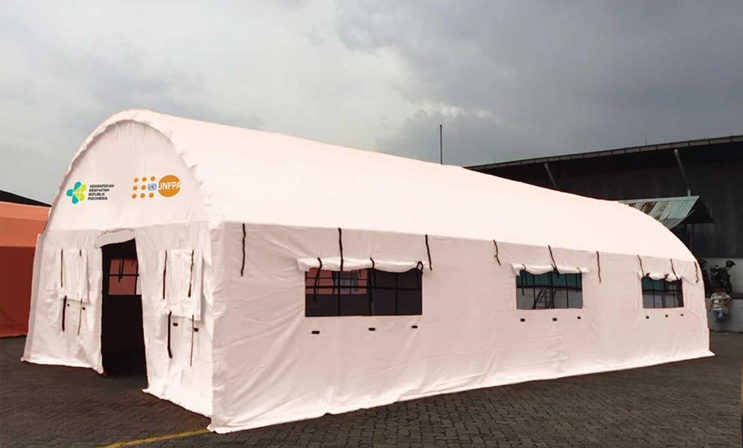 KEMENTERIAN
KESEHATAN
REPUBLIK
INDONESIA
UNFPA